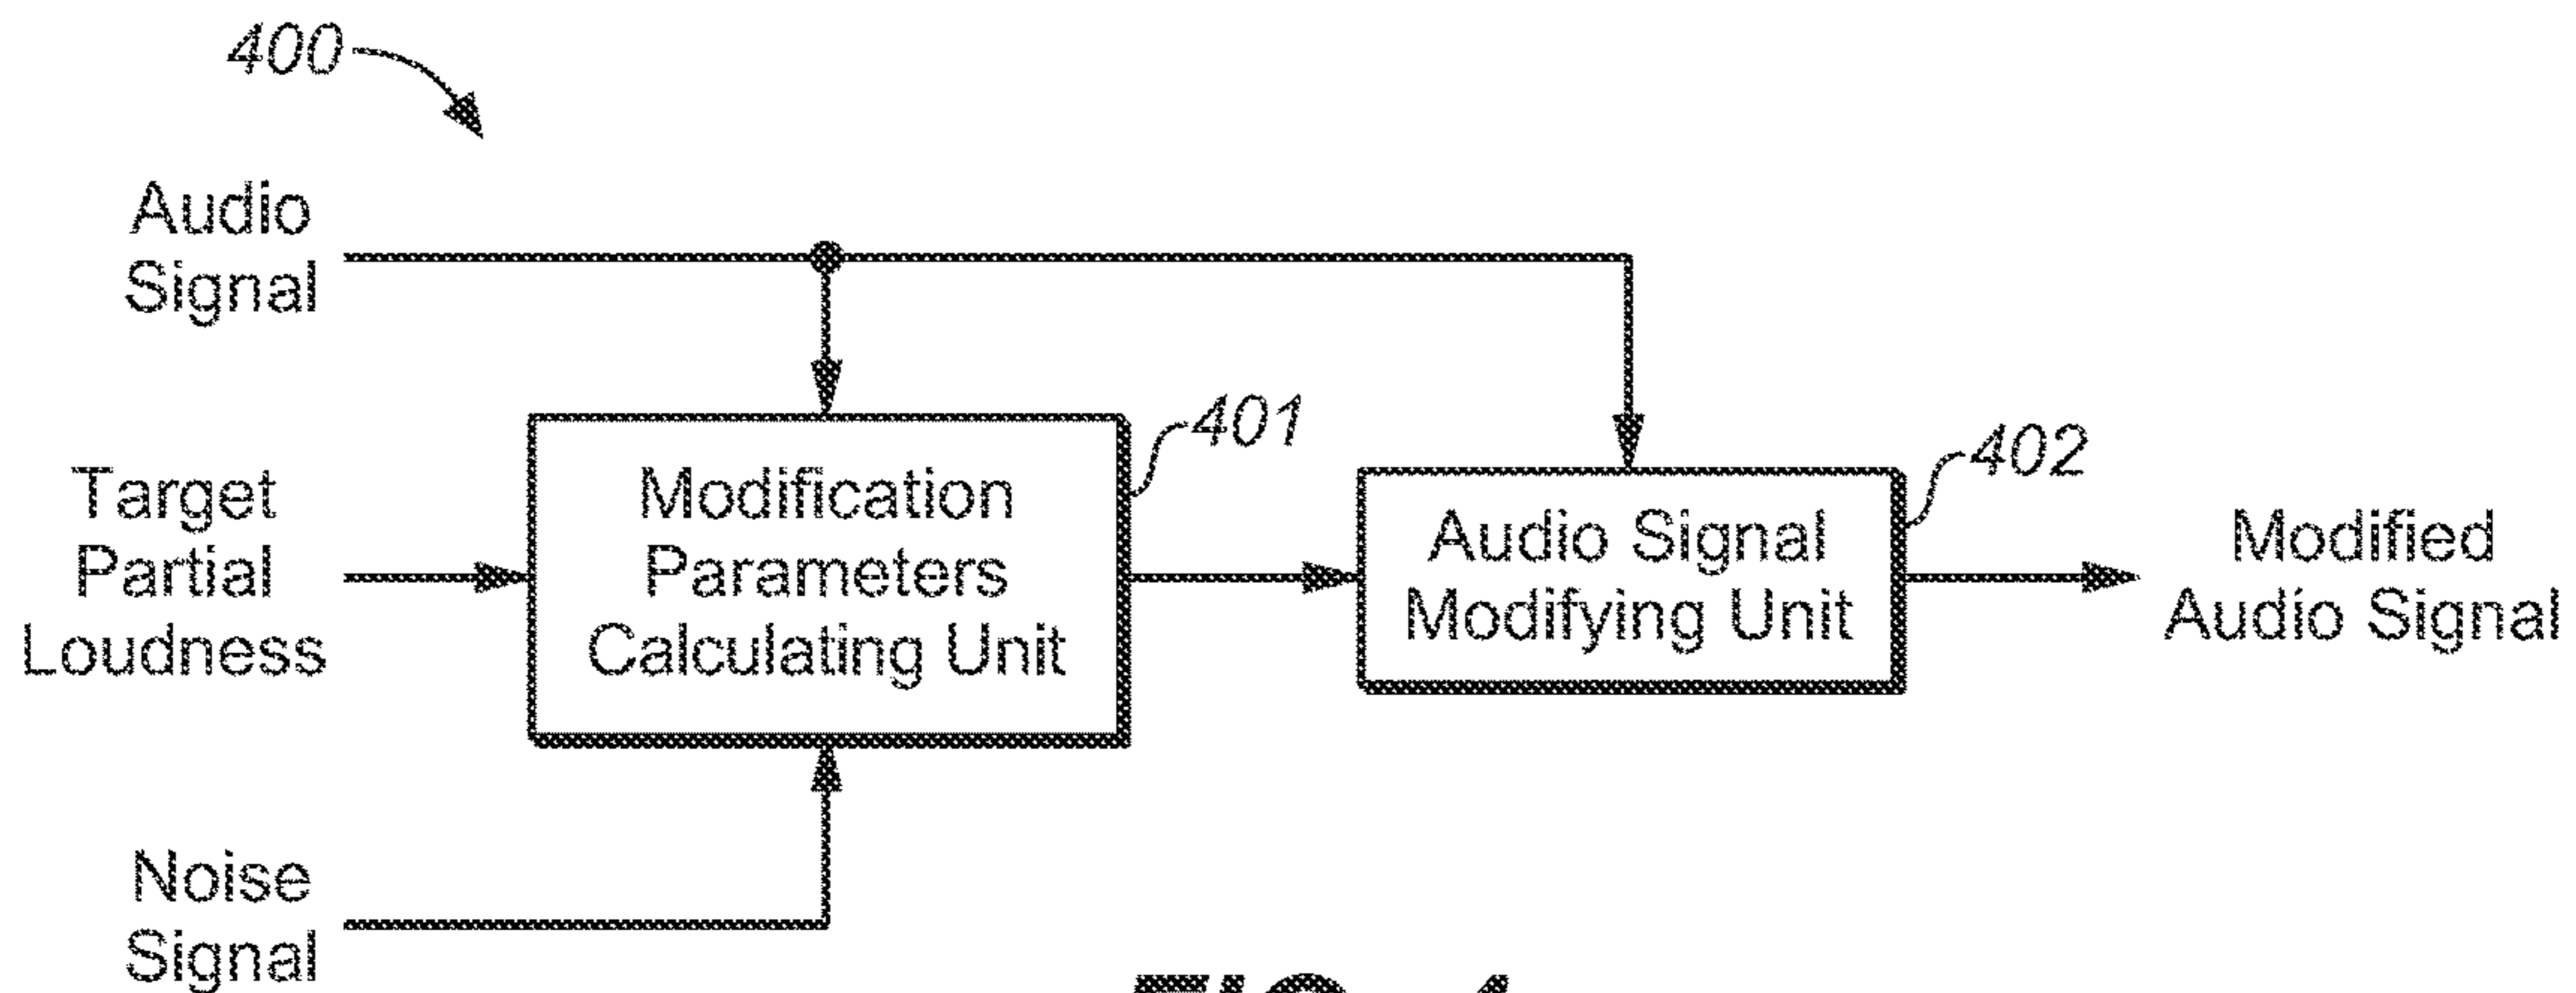 400
Audio
Signal
401
402
Target
Partial
Loudness
Modification
Parameters
Calculating Unit
Audio Signal
Modifying Unit
Modified
Audio Signal
Noise
Signal